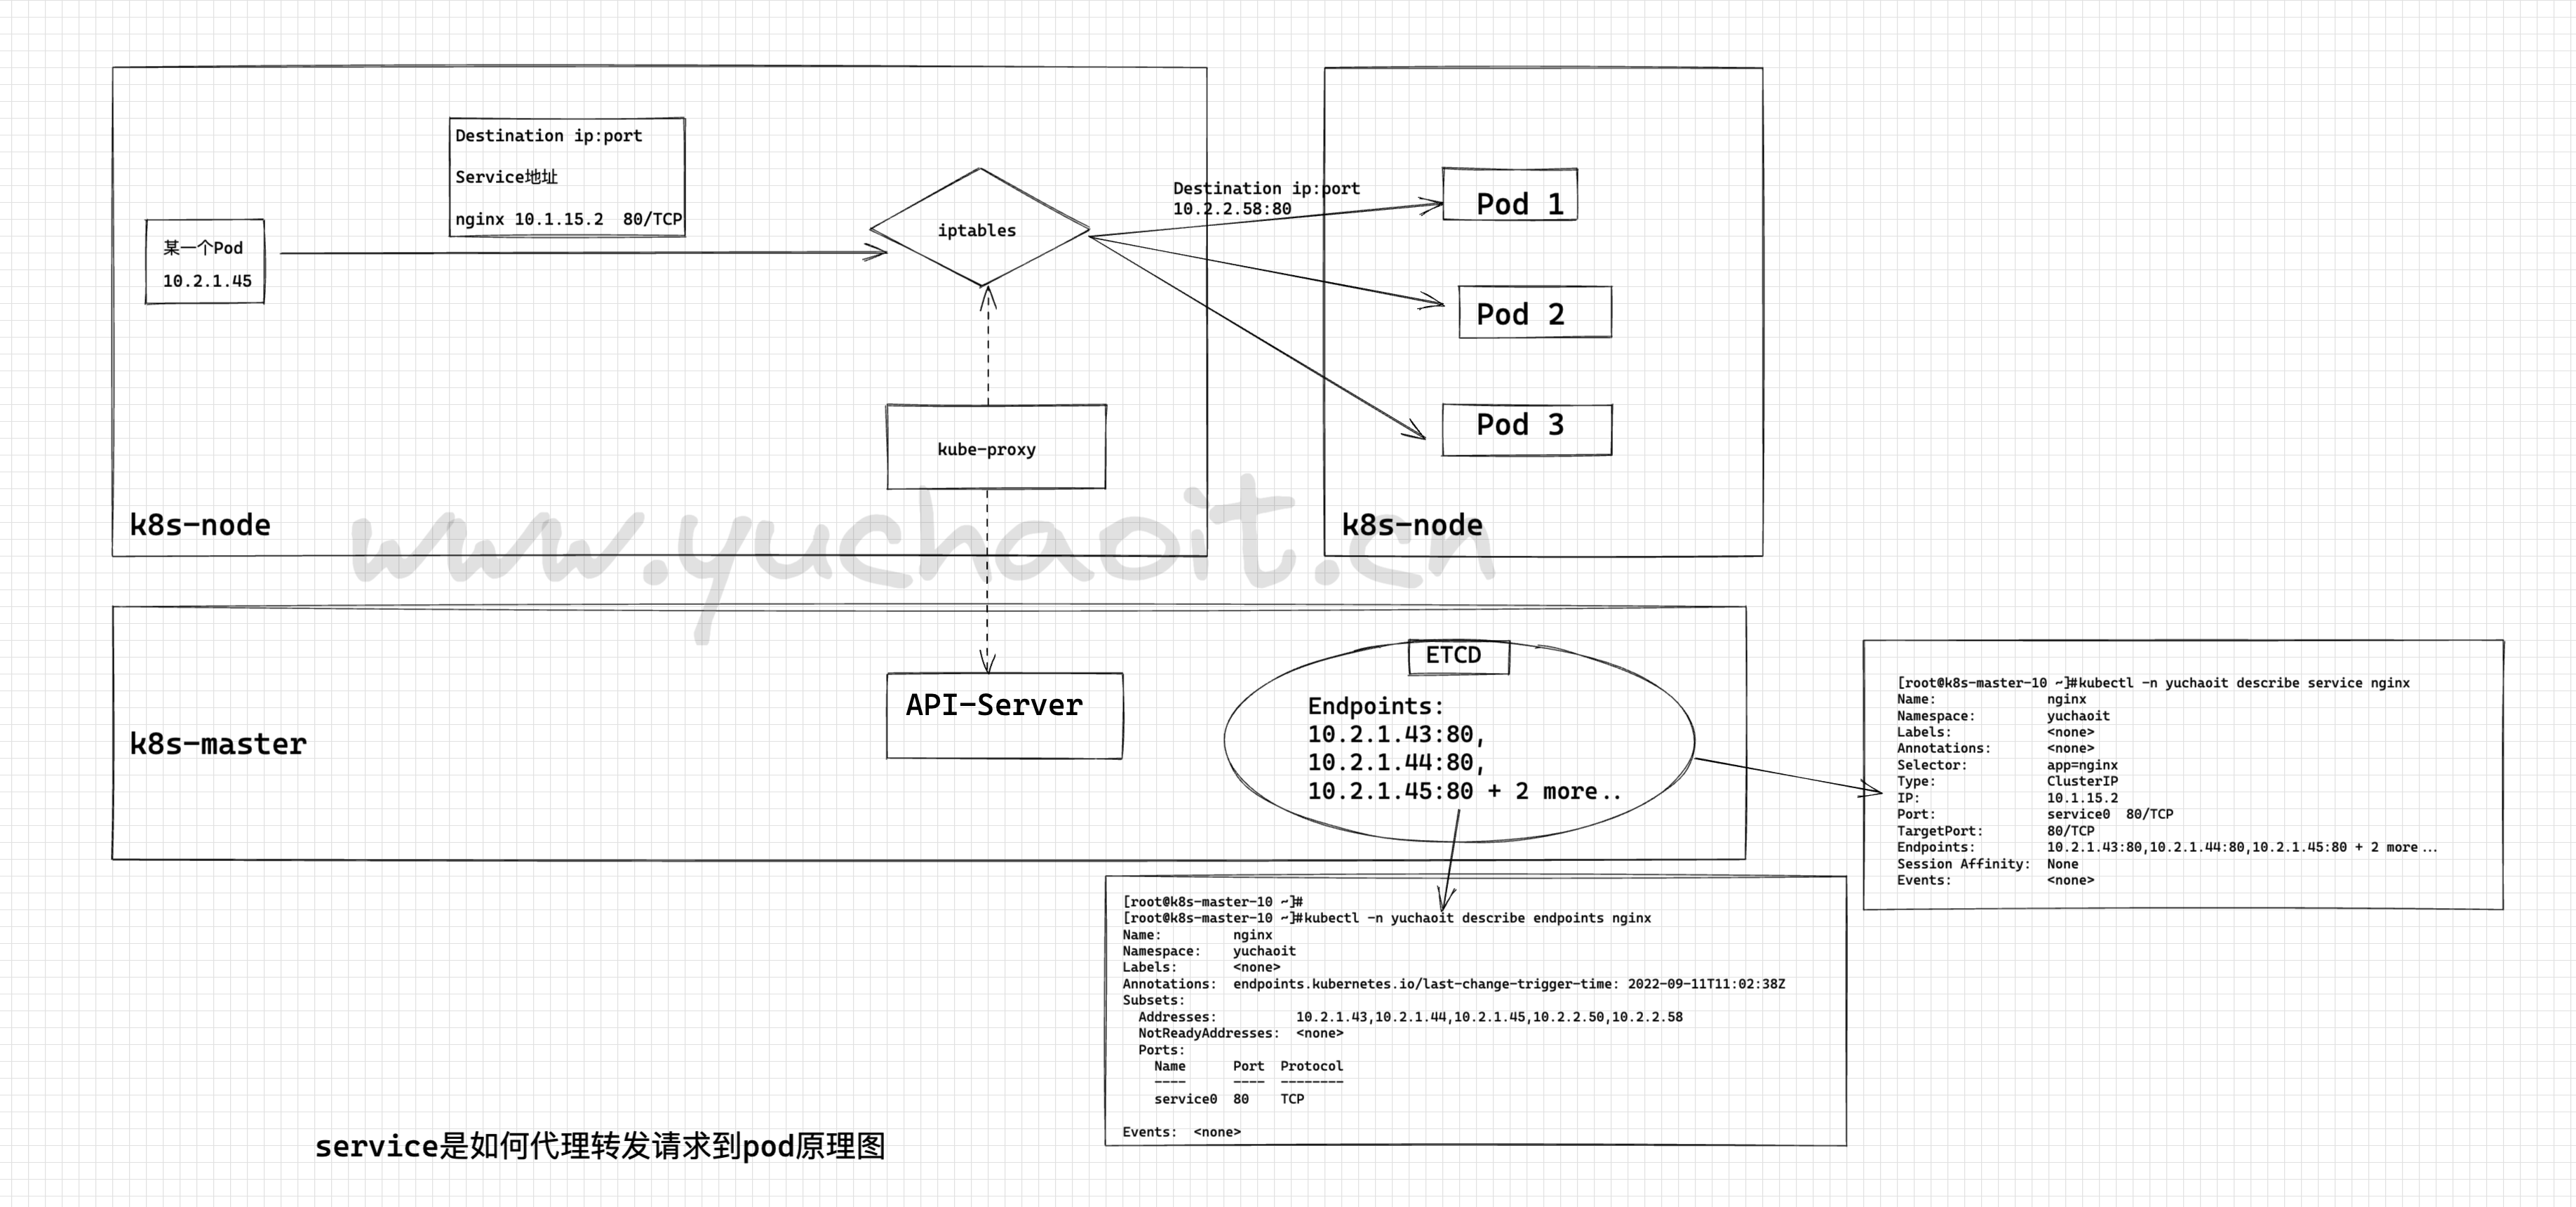 Destination ip:port
Service地址
nginx 10.1.15.2  80/TCP
某一个Pod
10.2.1.45
iptables
Destination ip:port
10.2.2.58:80
Pod 1
Pod 2
Pod 3
kube-proxy
k8s-node
k8s-node
www.yuchaoit.cn
k8s-master
API-Server
ETCD
Endpoints:
10.2.1.43:80,
10.2.1.44:80,
10.2.1.45:80 + 2 more..
[root@k8s-master-10 ~]#kubectl -n yuchaoit describe service nginx
Name:              nginx
Namespace:         yuchaoit
Labels:            <none>
Annotations:       <none>
Selector:          app=nginx
Type:              ClusterIP
IP:                10.1.15.2
Port:              service0  80/TCP
TargetPort:        80/TCP
Endpoints:         10.2.1.43:80,10.2.1.44:80,10.2.1.45:80 + 2 more...
Session Affinity:  None
Events:            <none>
[root@k8s-master-10 ~]#
[root@k8s-master-10 ~]#kubectl -n yuchaoit describe endpoints nginx
Name:         nginx
Namespace:    yuchaoit
Labels:       <none>
Annotations:  endpoints.kubernetes.io/last-change-trigger-time: 2022-09-11T11:02:38Z
Subsets:
  Addresses:          10.2.1.43,10.2.1.44,10.2.1.45,10.2.2.50,10.2.2.58
  NotReadyAddresses:  <none>
  Ports:
    Name      Port  Protocol
    ----      ----  --------
    service0  80    TCP
Events:  <none>
service是如何代理转发请求到pod原理图